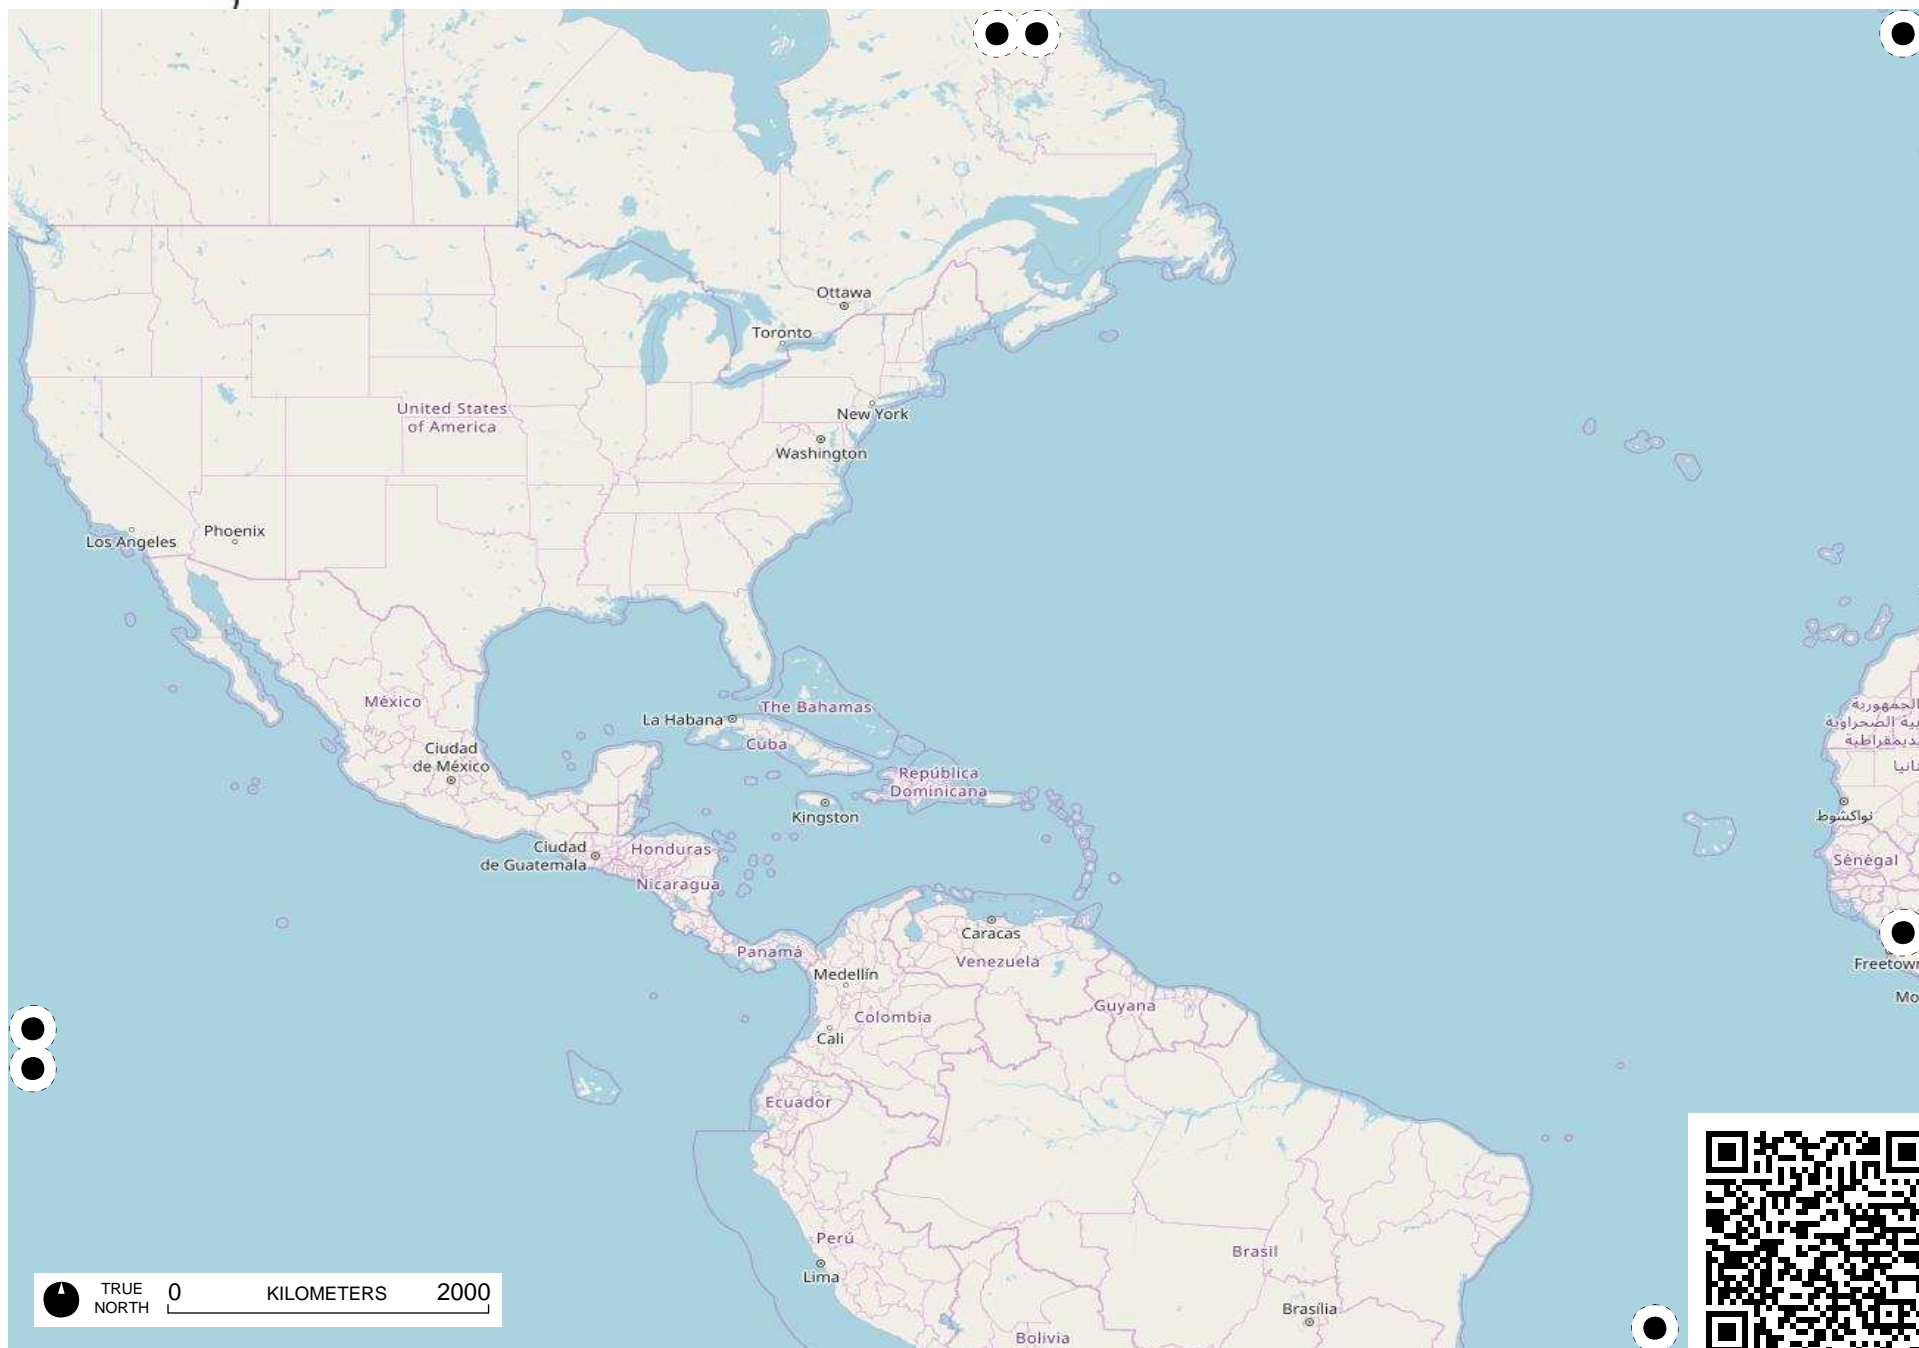 Ottawa
Toronto
United States
of America
New York
Washington
Los Angeles
Phoenix
México
La Habana
The Bahamas
Cuba
Ciudad
de México
República
Dominicana
Kingston
نواكشوط
Ciudad
de Guatemala
Honduras
Nicaragua
Sénégal
Caracas
Panamá
Venezuela
Medellín
Guyana
Colombia
Cali
Ecuador
Perú
Lima
Brasil
Brasília
Bolivia
TRUE
NORTH
0 KILOMETERS 2000